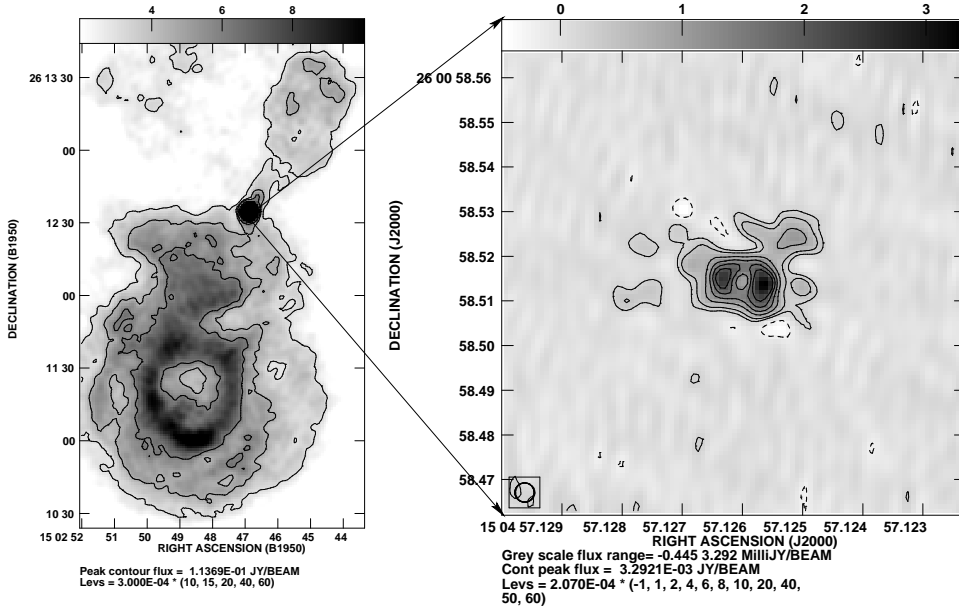 2 4 6 8 10
26 13 30
00
12 30
00
11 30
00
10 30
DECLINATION (B1950)
15 02 52 51 50 49 48 47 46 45 44
RIGHT ASCENSION (B1950)
Peak contour flux = 1.1369E-01 JY/BEAM
Levs = 3.000E-04 * (10, 15, 20, 40, 60)
0 1 2 3
26 00 58.56
58.55
58.54
58.53
58.52
58.51
58.50
58.49
58.48
58.47
DECLINATION (J2000)
15 04 57.129 57.128 57.127 57.126 57.125 57.124 57.123
RIGHT ASCENSION (J2000)
Grey scale flux range= -0.445 3.292 MilliJY/BEAM
Cont peak flux = 3.2921E-03 JY/BEAM
Levs = 2.070E-04 * (-1, 1, 2, 4, 6, 8, 10, 20, 40,
50, 60)